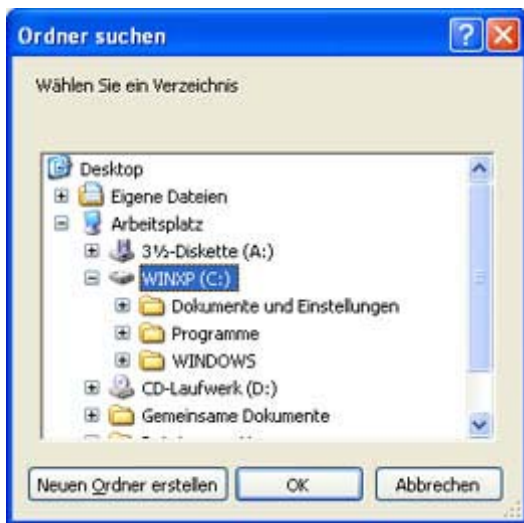 Ordner suchen
Wählen Sie ein Verzeichnis
Desktop
Eigene Dateien
Arbeitsplatz
3½-Diskette (A:)
WINXP (C:)
Dokumente und Einstellungen
Programme
WINDOWS
CD-Laufwerk (D:)
Gemeinsame Dokumente
Neuen Ordner erstellen
OK
Abbrechen